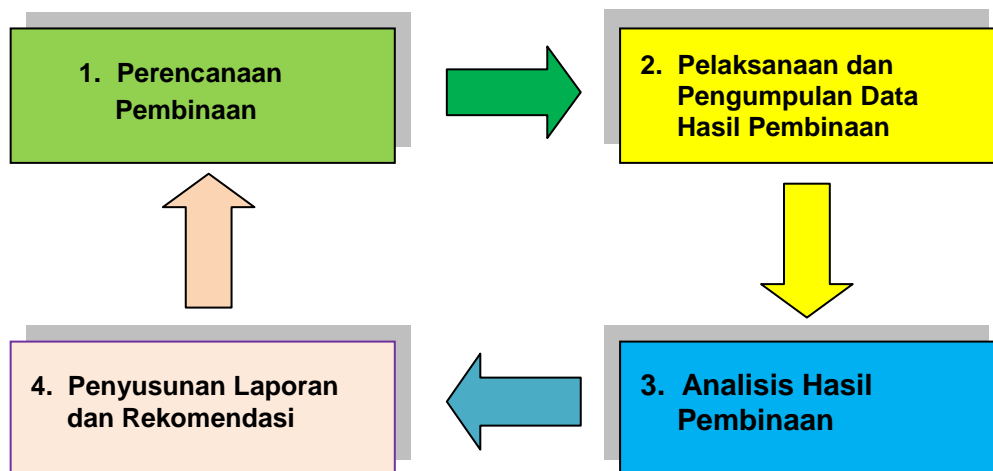 1. Perencanaan
Pembinaan
2. Pelaksanaan dan
Pengumpulan Data
Hasil Pembinaan
3. Analisis Hasil
Pembinaan
4. Penyusunan Laporan
dan Rekomendasi